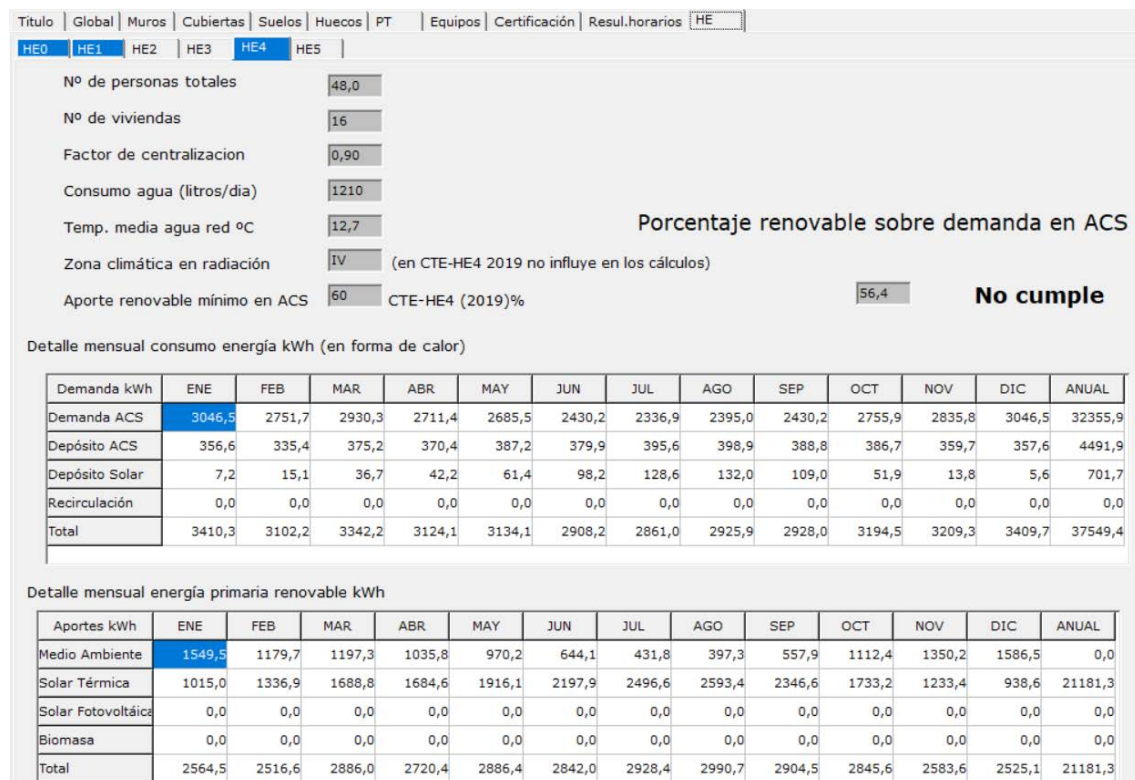 Titulo Global Muros Cubiertas Suelos Huecos PT Equipos Certificación Resul.horarios HE
HE0 HE1 HE2 HE3 HE4 HE5
Nº de personas totales 48,0
Nº de viviendas 16
Factor de centralizacion 0,90
Consumo agua (litros/dia) 1210
Temp. media agua red ºC 12,7 Porcentaje renovable sobre demanda en ACS
Zona climática en radiación IV (en CTE-HE4 2019 no influye en los cálculos)
Aporte renovable mínimo en ACS 60 CTE-HE4 (2019)% 56,4 No cumple
Detalle mensual consumo energía kWh (en forma de calor)
Demanda kWh ENE FEB MAR ABR MAY JUN JUL AGO SEP OCT NOV DIC ANUAL
Demanda ACS 3046,5 2751,7 2930,3 2711,4 2685,5 2430,2 2336,9 2395,0 2430,2 2755,9 2835,8 3046,5 32355,9
Depósito ACS 356,6 335,4 375,2 370,4 387,2 379,9 395,6 398,9 388,8 386,7 359,7 357,6 4491,9
Depósito Solar 7,2 15,1 36,7 42,2 61,4 98,2 128,6 132,0 109,0 51,9 13,8 5,6 701,7
Recirculación 0,0 0,0 0,0 0,0 0,0 0,0 0,0 0,0 0,0 0,0 0,0 0,0 0,0
Total 3410,3 3102,2 3342,2 3124,1 3134,1 2908,2 2861,0 2925,9 2928,0 3194,5 3209,3 3409,7 37549,4
Detalle mensual energía primaria renovable kWh
Aportes kWh ENE FEB MAR ABR MAY JUN JUL AGO SEP OCT NOV DIC ANUAL
Medio Ambiente 1549,5 1179,7 1197,3 1035,8 970,2 644,1 431,8 397,3 557,9 1112,4 1350,2 1586,5 0,0
Solar Térmica 1015,0 1336,9 1688,8 1684,6 1916,1 2197,9 2496,6 2593,4 2346,6 1733,2 1233,4 938,6 21181,3
Solar Fotovoltáica 0,0 0,0 0,0 0,0 0,0 0,0 0,0 0,0 0,0 0,0 0,0 0,0 0,0
Biomasa 0,0 0,0 0,0 0,0 0,0 0,0 0,0 0,0 0,0 0,0 0,0 0,0 0,0
Total 2564,5 2516,6 2886,0 2720,4 2886,4 2842,0 2928,4 2990,7 2904,5 2845,6 2583,6 2525,1 21181,3